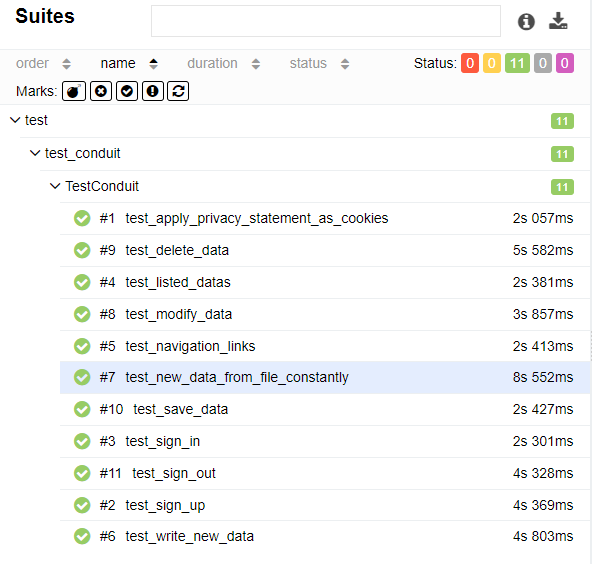 Suites
order name duration status Status: 0 0 11 0 0
Marks:
test 11
test_conduit 11
TestConduit 11
#1 test_apply_privacy_statement_as_cookies 2s 057ms
#9 test_delete_data 5s 582ms
#4 test_listed_datas 2s 381ms
#8 test_modify_data 3s 857ms
#5 test_navigation_links 2s 413ms
#7 test_new_data_from_file_constantly 8s 552ms
#10 test_save_data 2s 427ms
#3 test_sign_in 2s 301ms
#11 test_sign_out 4s 328ms
#2 test_sign_up 4s 369ms
#6 test_write_new_data 4s 803ms